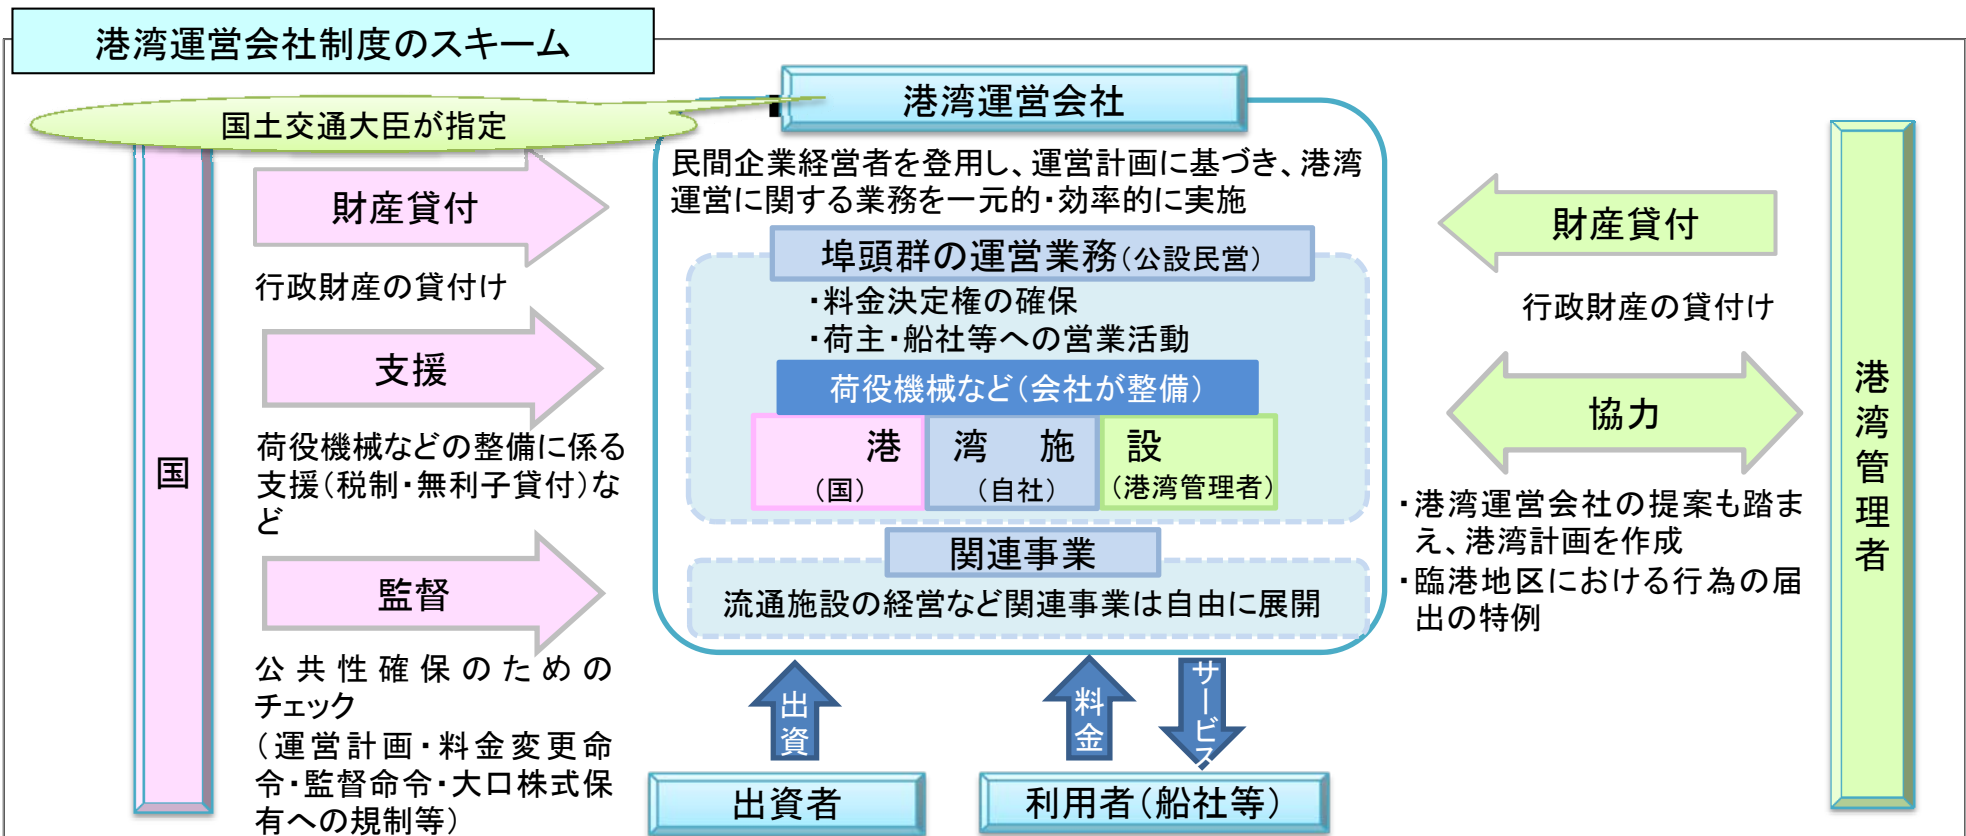 港湾運営会社制度のスキーム
国土交通大臣が指定
国
財産貸付
行政財産の貸付け
支援
荷役機械などの整備に係る
支援（税制・無利子貸付）な
ど
監督
公共性確保のための
チェック
（運営計画・料金変更命
令・監督命令・大口株式保
有への規制等）
港湾運営会社
民間企業経営者を登用し、運営計画に基づき、港湾
運営に関する業務を一元的・効率的に実施
埠頭群の運営業務（公設民営）
・料金決定権の確保
・荷主・船社等への営業活動
荷役機械など（会社が整備）
港 湾 施 設
（国） （自社） （港湾管理者）
関連事業
流通施設の経営など関連事業は自由に展開
出資
料金
サービス
出資者
利用者（船社等）
財産貸付
行政財産の貸付け
協力
・港湾運営会社の提案も踏ま
え、港湾計画を作成
・臨港地区における行為の届
出の特例
港湾管理者